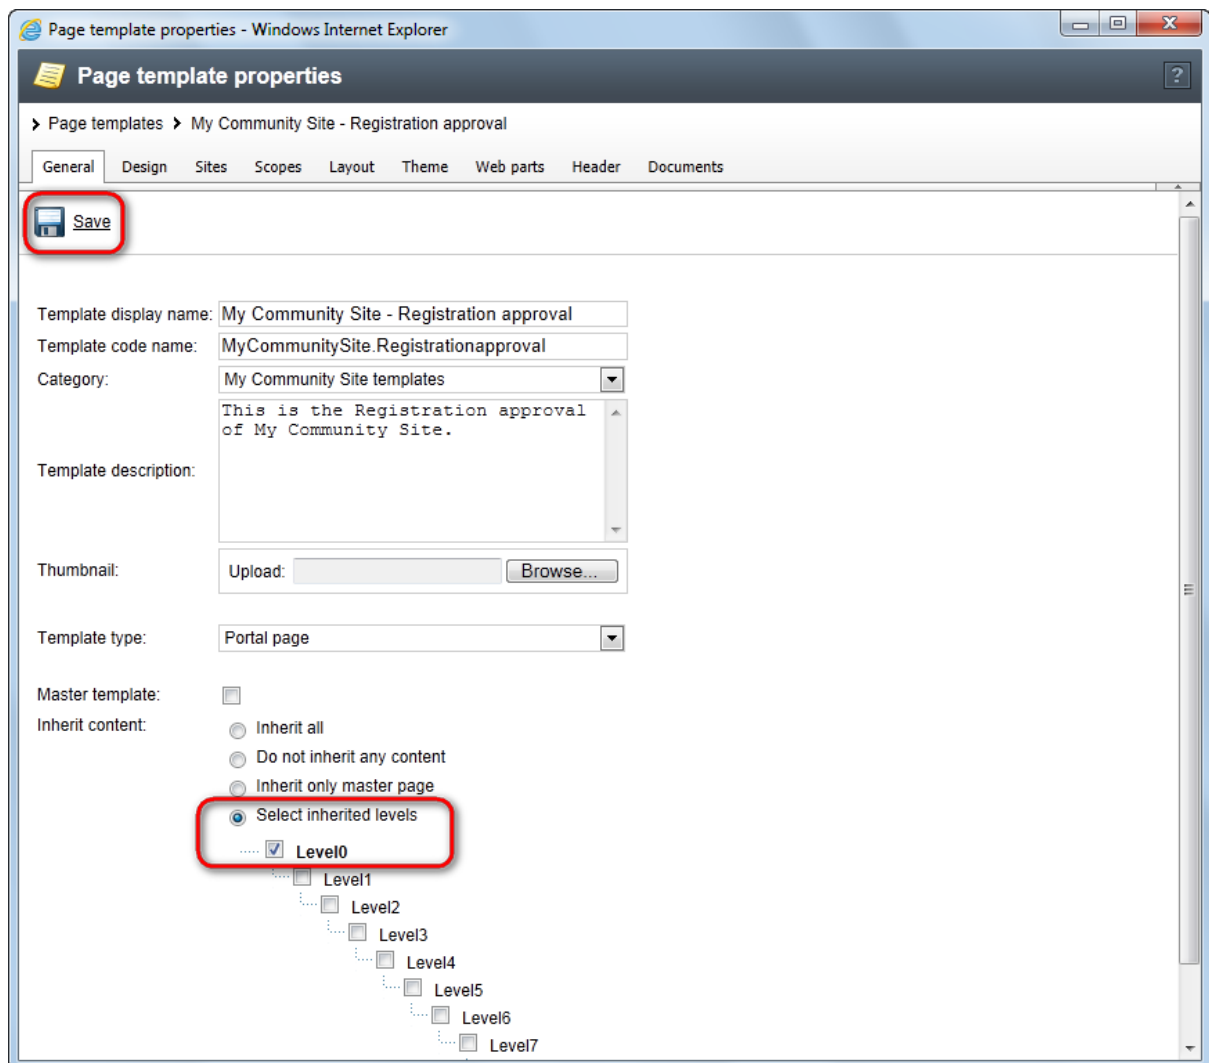 Page template properties - Windows Internet Explorer
X
Page template properties
?
Page templates > My Community Site - Registration approval
General Design Sites Scopes Layout Theme Web parts Header Documents
Save
Template display name: My Community Site - Registration approval
Template code name: MyCommunitySite.Registrationapproval
Category: My Community Site templates
This is the Registration approval
of My Community Site.
Template description:
Thumbnail: Upload: Browse...
Template type: Portal page
Master template:
Inherit content: Inherit all
Do not inherit any content
Inherit only master page
Select inherited levels
Level0
Level1
Level2
Level3
Level4
Level5
Level6
Level7